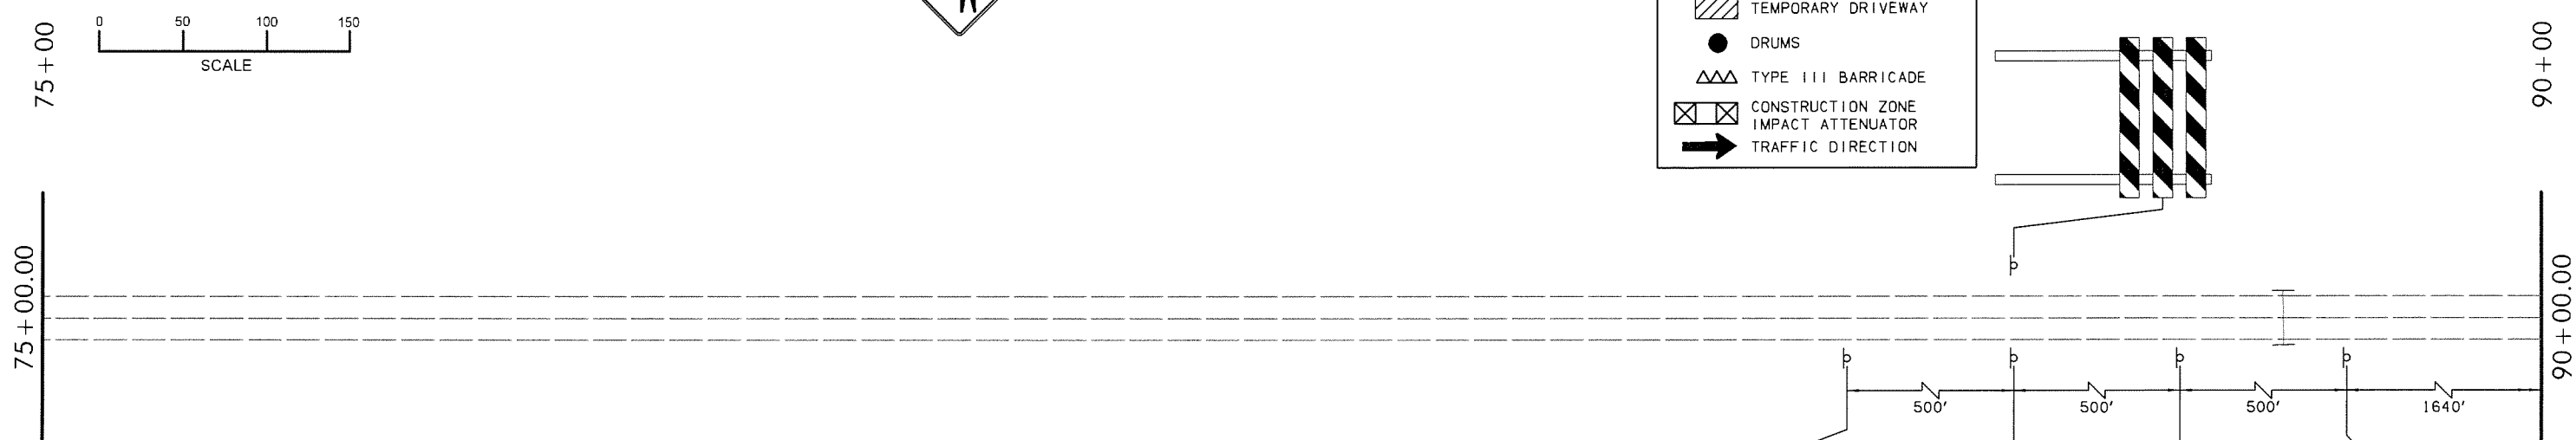 0 50 100 150
SCALE
75+00
TEMPORARY DRIVEWAY
DRUMS
TYPE III BARRICADE
CONSTRUCTION ZONE
IMPACT ATTENUATOR
TRAFFIC DIRECTION
90+00
75+00.00
90+00.00
500' 500' 500' 1640'